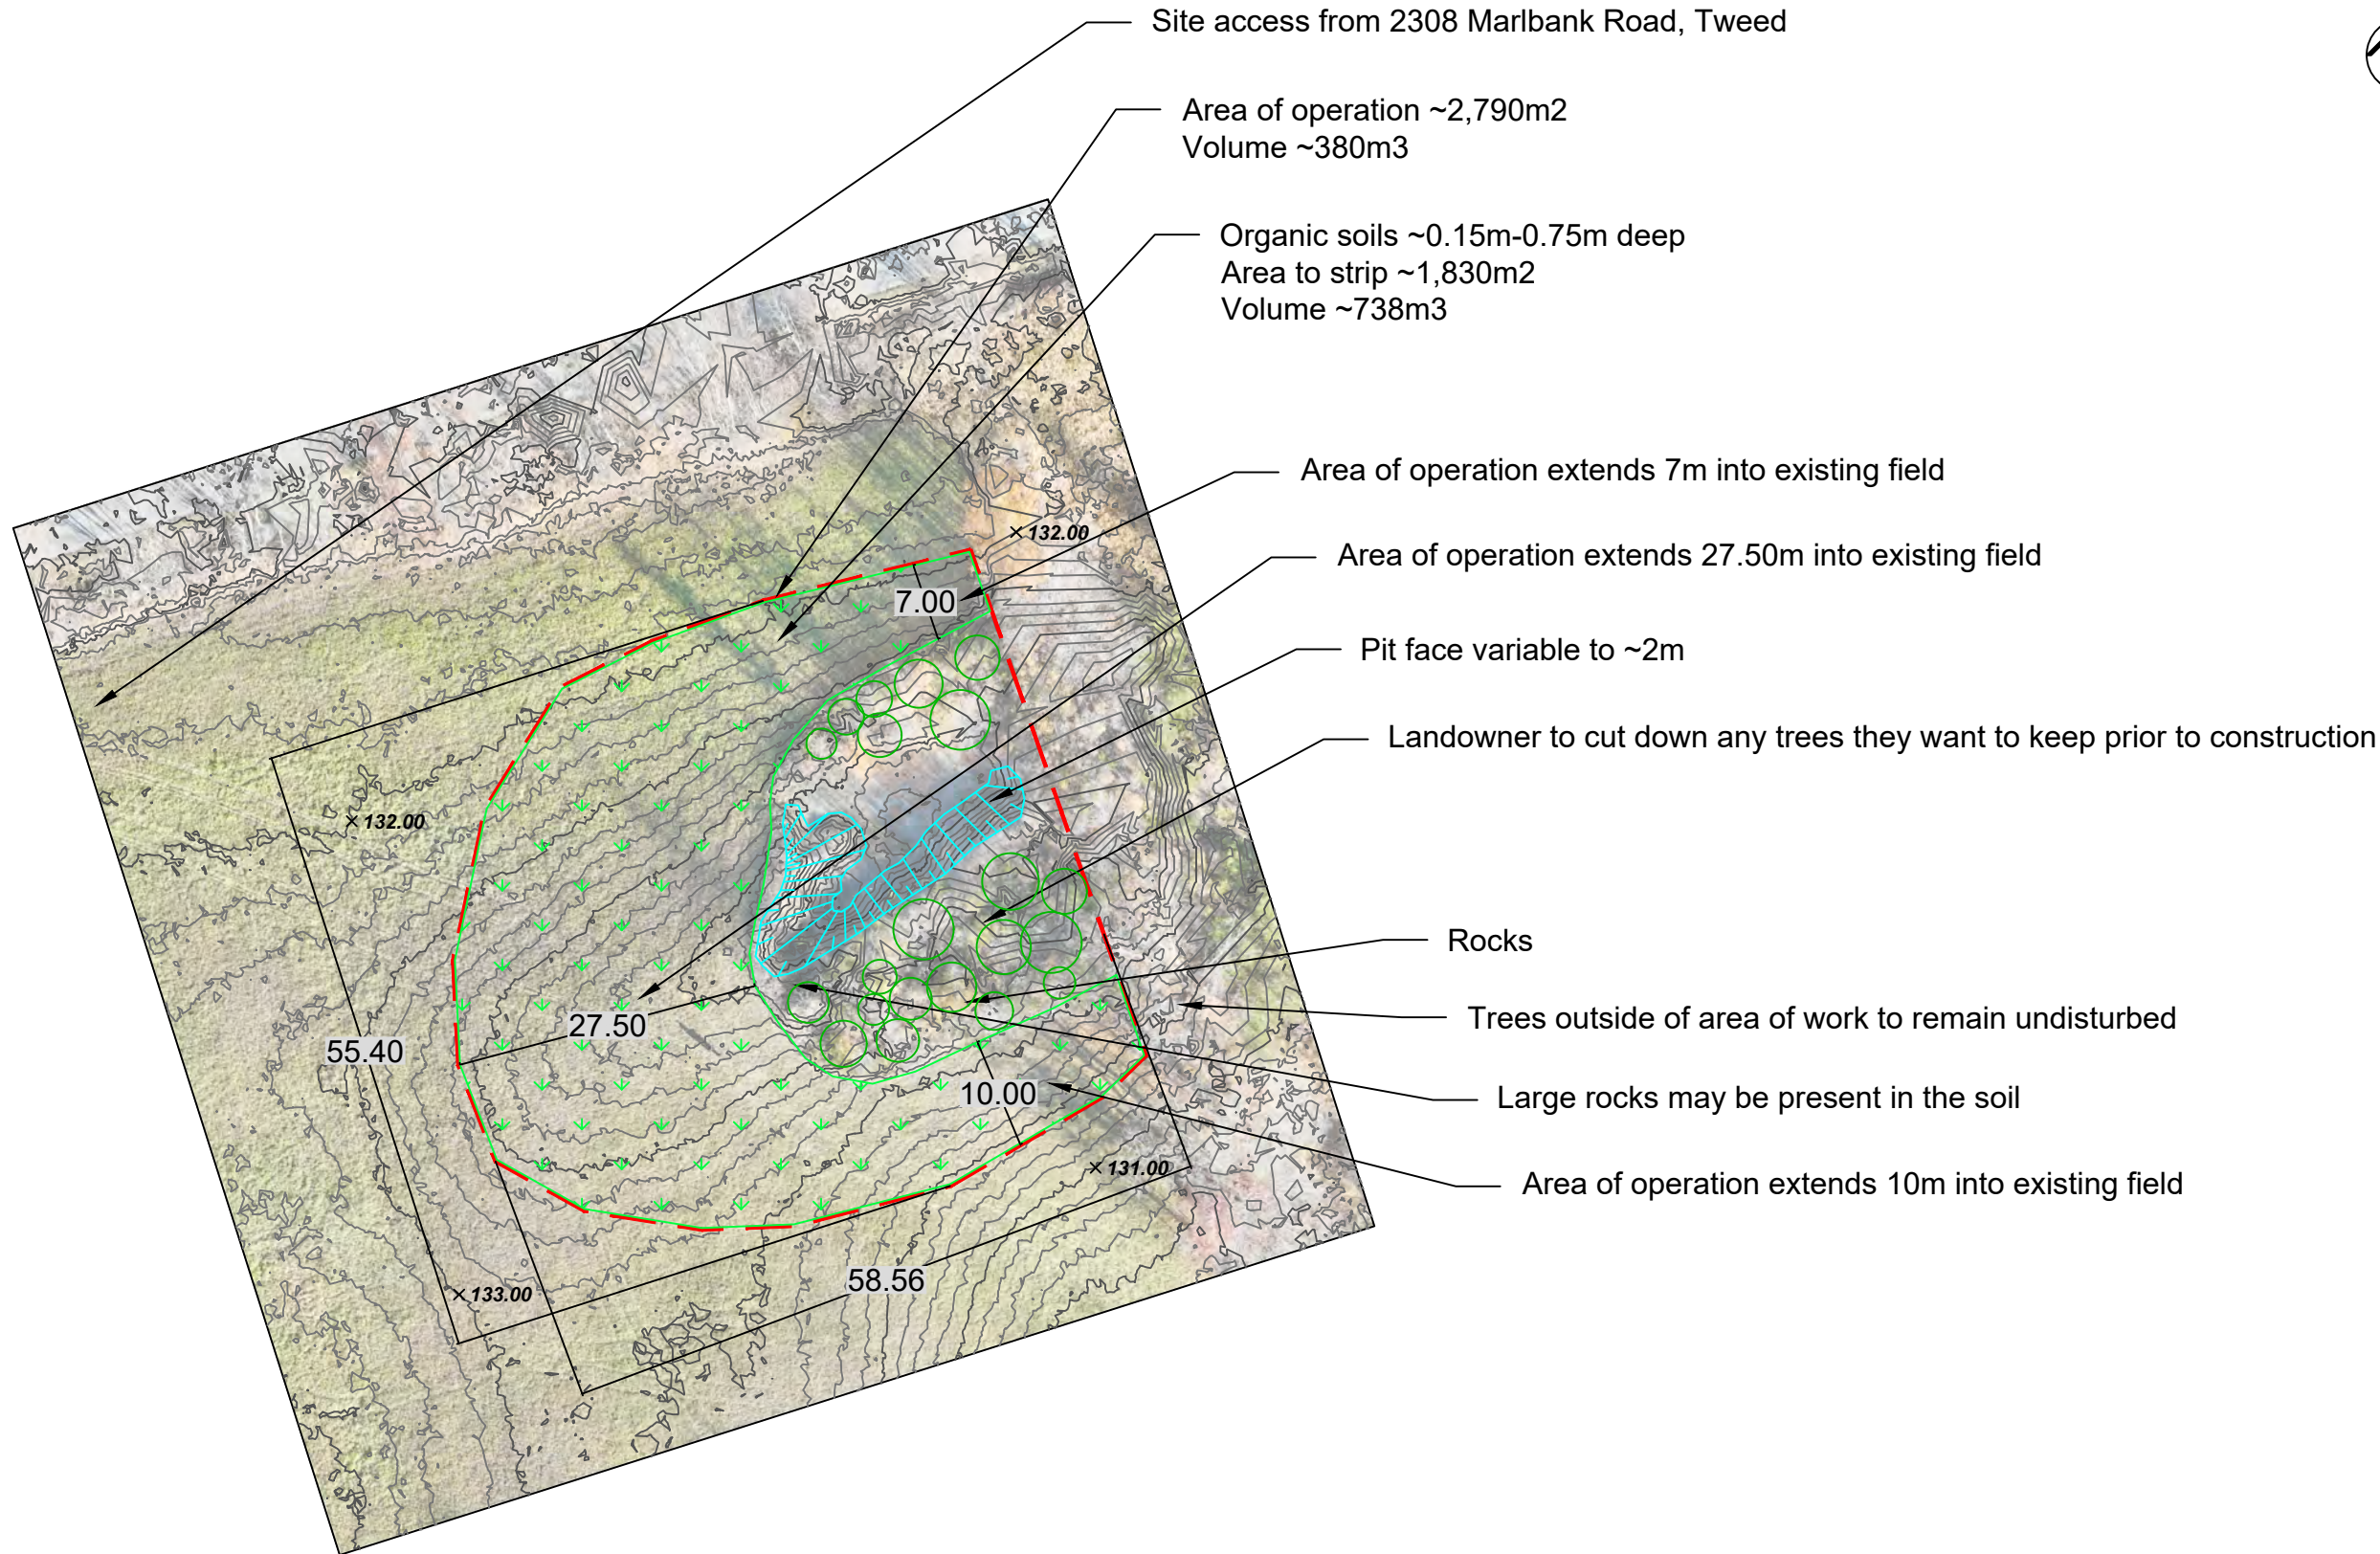 Site access from 2308 Marlbank Road, Tweed
Area of operation ~2,790m2
Volume ~380m3
Organic soils ~0.15m-0.75m deep
Area to strip ~1,830m2
Volume ~738m3
Area of operation extends 7m into existing field
132.00
Area of operation extends 27.50m into existing field
7.00
Pit face variable to ~2m
Landowner to cut down any trees they want to keep prior to construction
132.00
Rocks
Trees outside of area of work to remain undisturbed
27.50
55.40
10.00
Large rocks may be present in the soil
131.00
Area of operation extends 10m into existing field
58.56
133.00